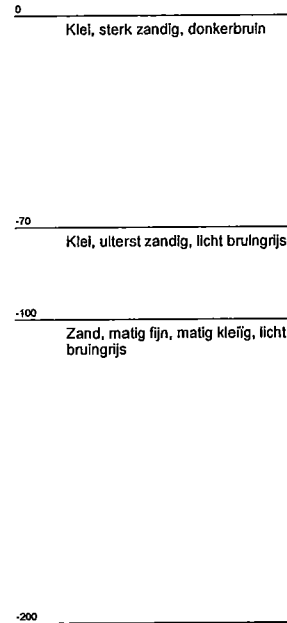 0
Klei, sterk zandig, donkerbruin
-70
Klei, uiterst zandig, licht bruingrijs
-100
Zand, matig fijn, matig kleiïg, licht
bruingrijs
-200